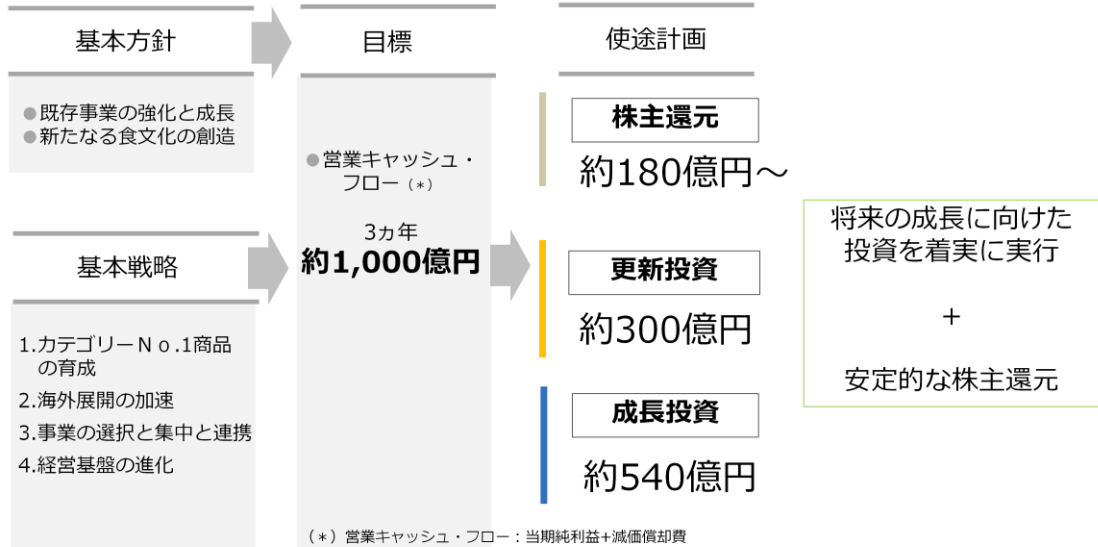 基本方針
●既存事業の強化と成長
●新たなる食文化の創造
基本戦略
1.カテゴリーNo.1商品
の育成
2.海外展開の加速
3.事業の選択と集中と連携
4.経営基盤の進化
目標
●営業キャッシュ・
フロー（*）
3ヵ年
約1,000億円
使途計画
株主還元
約180億円～
更新投資
約300億円
成長投資
約540億円
将来の成長に向けた
投資を着実に実行
+
安定的な株主還元
（*）営業キャッシュ・フロー：当期純利益+減価償却費